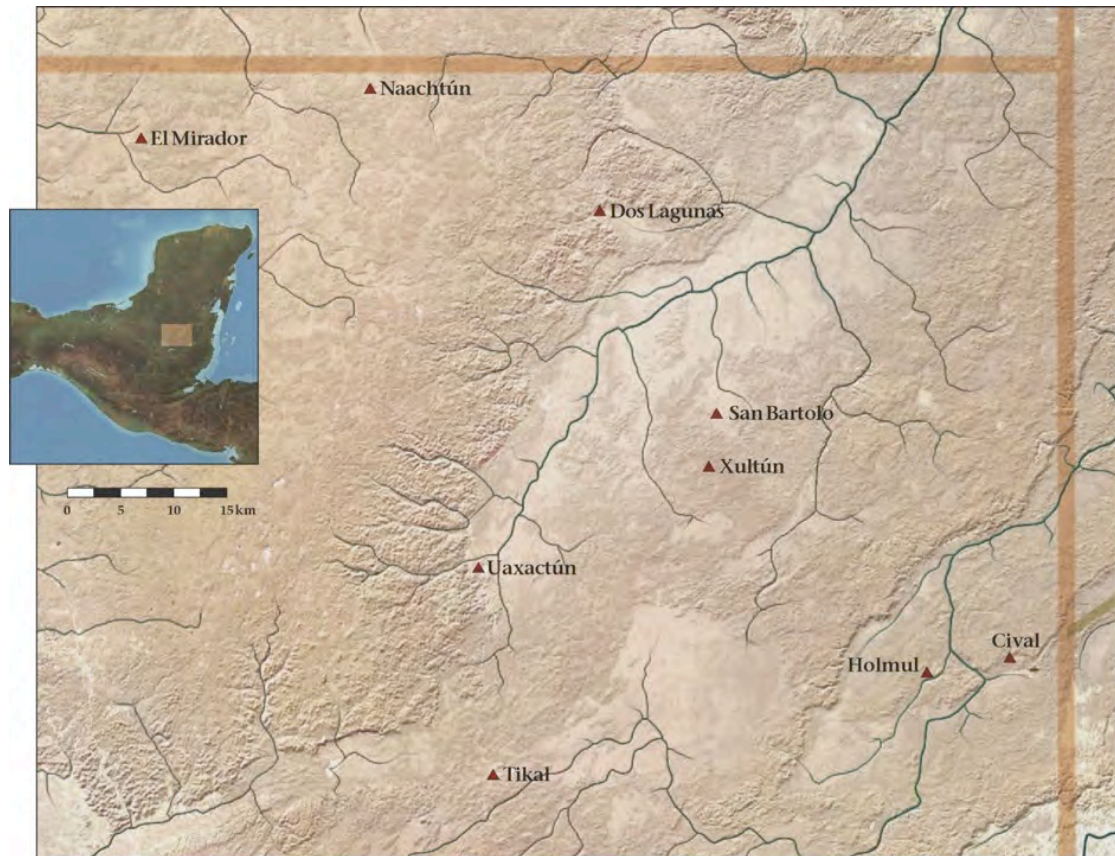 Naachtún
El Mirador
Dos Lagunas
San Bartolo
Xultún
0 5 10 15 km
Uaxactún
Cival
Holmul
Tikal